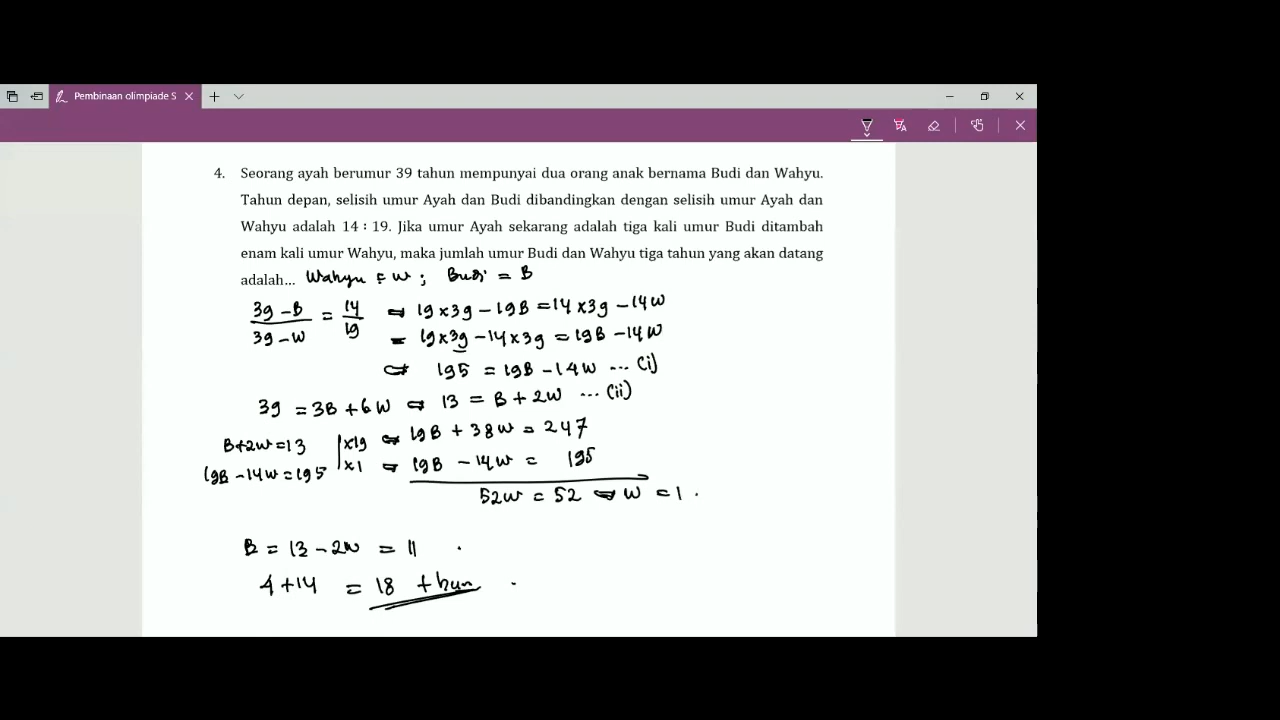 Pembinaan olimpiade S
4. Seorang ayah berumur 39 tahun mempunyai dua orang anak bernama Budi dan Wahyu.
Tahun depan, selisih umur Ayah dan Budi dibandingkan dengan selisih umur Ayah dan
Wahyu adalah 14 : 19. Jika umur Ayah sekarang adalah tiga kali umur Budi ditambah
enam kali umur Wahyu, maka jumlah umur Budi dan Wahyu tiga tahun yang akan datang
adalah... Wahyu = W ; Budi = B
39 - B / 39 - W = 14 / 19 ⇔ 19 x 39 - 19B = 14 x 39 - 14W
= 19 x 39 - 14 x 39 = 19B - 14W
⇔ 195 = 19B - 14W ... (i)
39 = 3B + 6W ⇔ 13 = B + 2W ... (ii)
B + 2W = 13 | x19 ⇔ 19B + 38W = 247
19B - 14W = 195 | x1 ⇔ 19B - 14W = 195
52W = 52 ⇔ W = 1 .
B = 13 - 2W = 11 .
4 + 14 = 18 tahun .